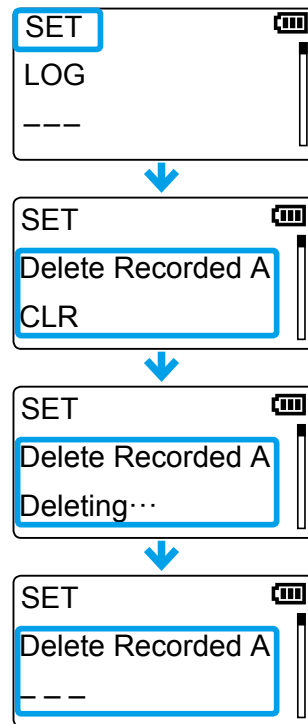 SET
LOG
– – –
SET
Delete Recorded A
CLR
SET
Delete Recorded A
Deleting···
SET
Delete Recorded A
– – –